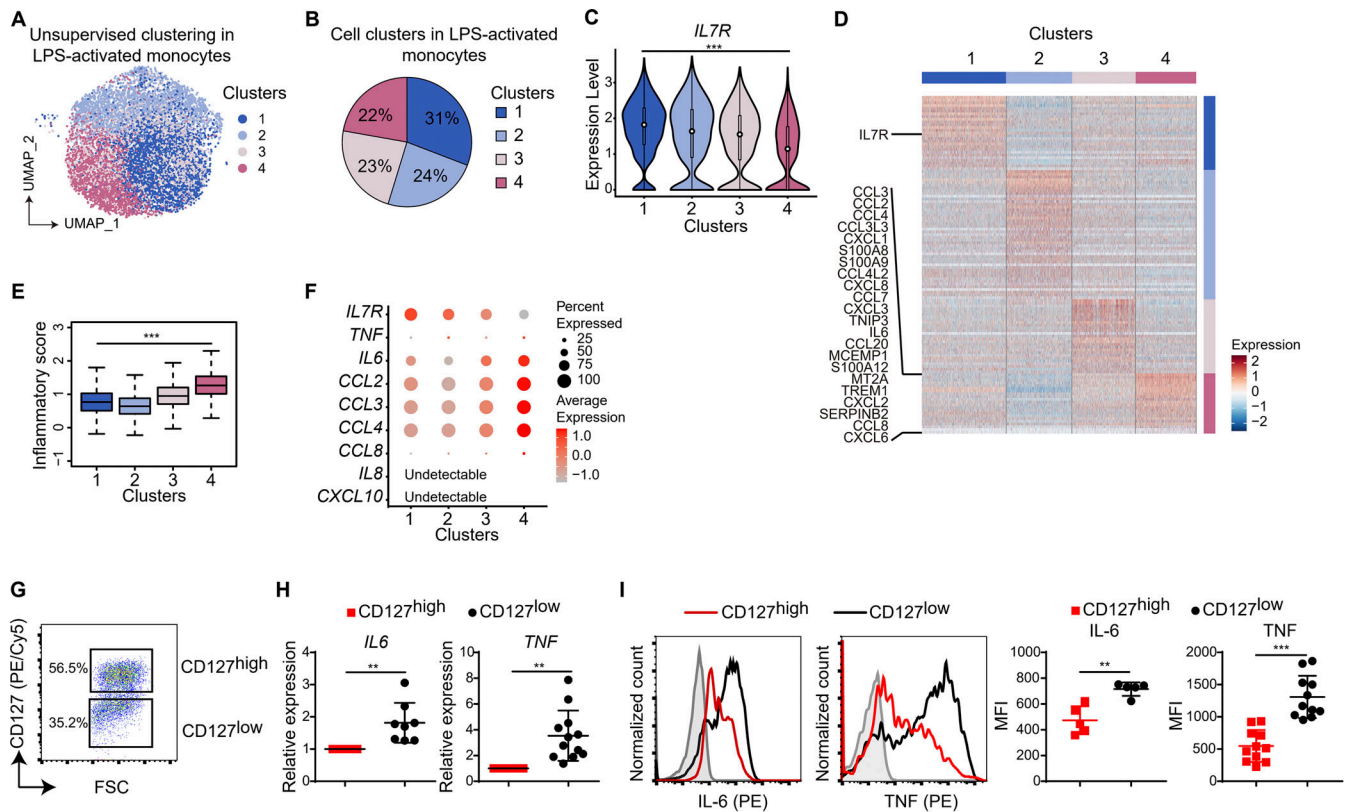 A
Unsupervised clustering in
LPS-activated monocytes
Clusters
1
2
3
4
UMAP_2
UMAP_1
B
Cell clusters in LPS-activated
monocytes
31%
24%
23%
22%
Clusters
1
2
3
4
C
IL7R
***
Expression Level
3
2
1
0
1 2 3 4
Clusters
D
Clusters
1 2 3 4
IL7R
CCL3
CCL2
CCL4
CCL3L3
CXCL1
S100A8
S100A9
CCL4L2
CXCL8
CCL7
CXCL3
TNIP3
IL6
CCL20
MCEMP1
S100A12
MT2A
TREM1
CXCL2
SERPINB2
CCL8
CXCL6
Expression
2
1
0
−1
−2
E
***
Inflammatory score
3
2
1
0
−1
1 2 3 4
Clusters
F
IL7R
TNF
IL6
CCL2
CCL3
CCL4
CCL8
IL8 Undetectable
CXCL10 Undetectable
1 2 3 4
Clusters
Percent
Expressed
25
50
75
100
Average
Expression
1.0
0
−1.0
G
CD127 (PE/Cy5)
56.5%
35.2%
CD127high
CD127low
FSC
H
CD127high CD127low
IL6
**
Relative expression
4
3
2
1
0
TNF
**
Relative expression
10
8
6
4
2
0
I
CD127high CD127low
Normalized count
IL-6 (PE)
Normalized count
TNF (PE)
CD127high CD127low
IL-6
**
MFI
1000
800
600
400
200
0
TNF
***
MFI
2000
1500
1000
500
0